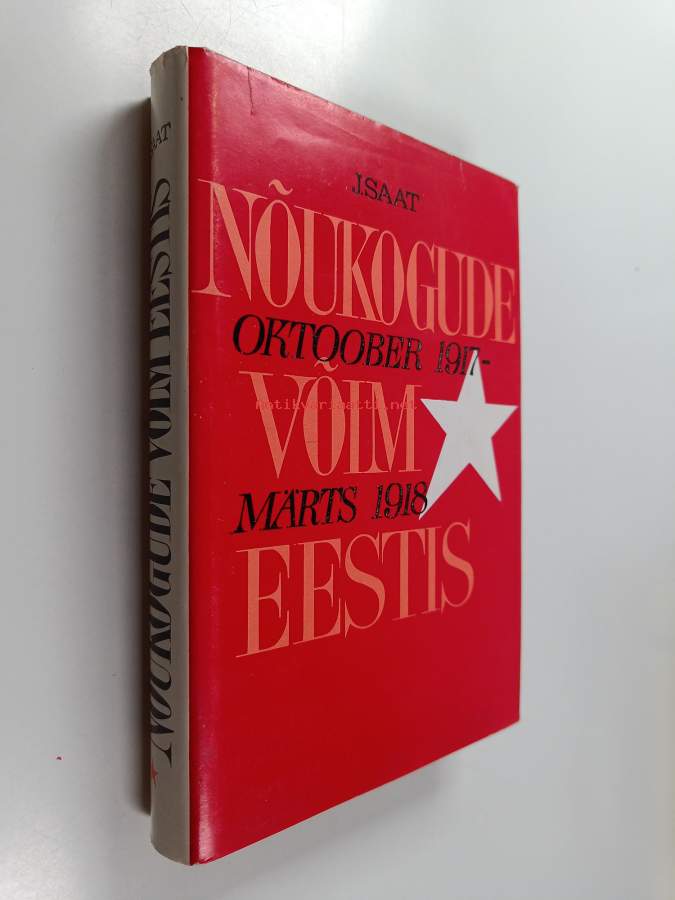 J.SAAT
NÕUKOGUDE
OKTOOBER 1917-
VÕIM
MÄRTS 1918
EESTIS
SAAT
NÕUKOGUDE VÕIM EESTIS